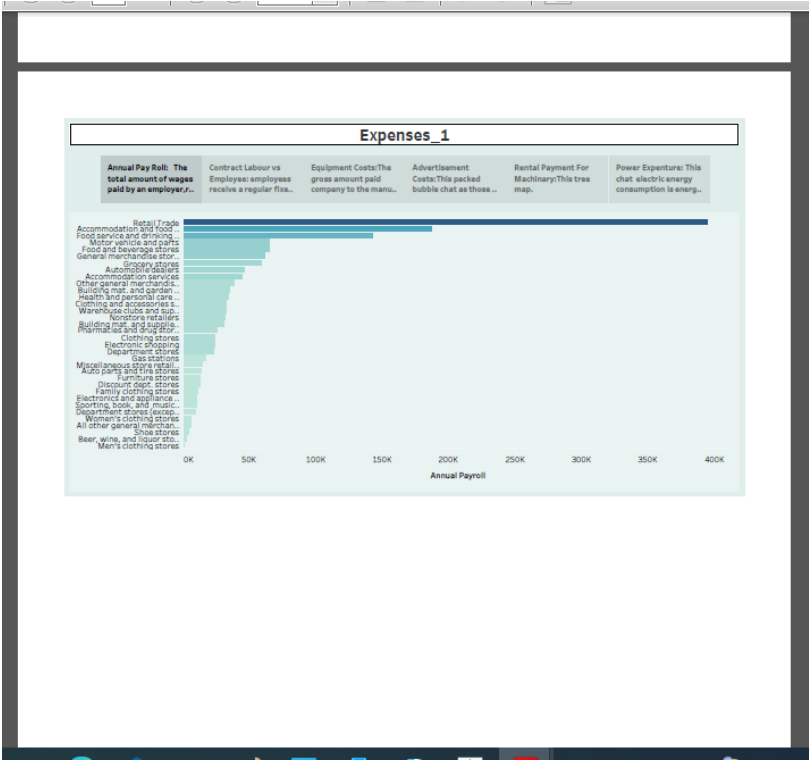 Expenses_1
Annual Pay Roll: The
total amount of wages
paid by an employer,r..
Contract Labour vs
Employee: employees
receive a regular fixe..
Equipment Costs:The
gross amount paid
company to the manu..
Advertisement
Costs:This packed
bubble chat as those ..
Rental Payment For
Machinary:This tree
map.
Power Expenture: This
chat electric energy
consumption is energ..
Retail Trade
Accommodation and food ..
Food service and drinking ..
Motor vehicle and parts
Food and beverage stores
General merchandise stor..
Grocery stores
Automobile dealers
Accommodation services
Other general merchandis..
Building mat. and garden ..
Health and personal care ..
Clothing and accessories s..
Warehouse clubs and sup..
Nonstore retailers
Building mat. and supplie..
Pharmacies and drug stor..
Clothing stores
Electronic shopping
Department stores
Gas stations
Miscellaneous store retail..
Auto parts and tire stores
Furniture stores
Discount dept. stores
Family clothing stores
Electronics and appliance ..
Sporting, book, and music..
Department stores (excep..
Women's clothing stores
All other general merchan..
Shoe stores
Beer, wine, and liquor sto..
Men's clothing stores
0K 50K 100K 150K 200K 250K 300K 350K 400K
Annual Payroll